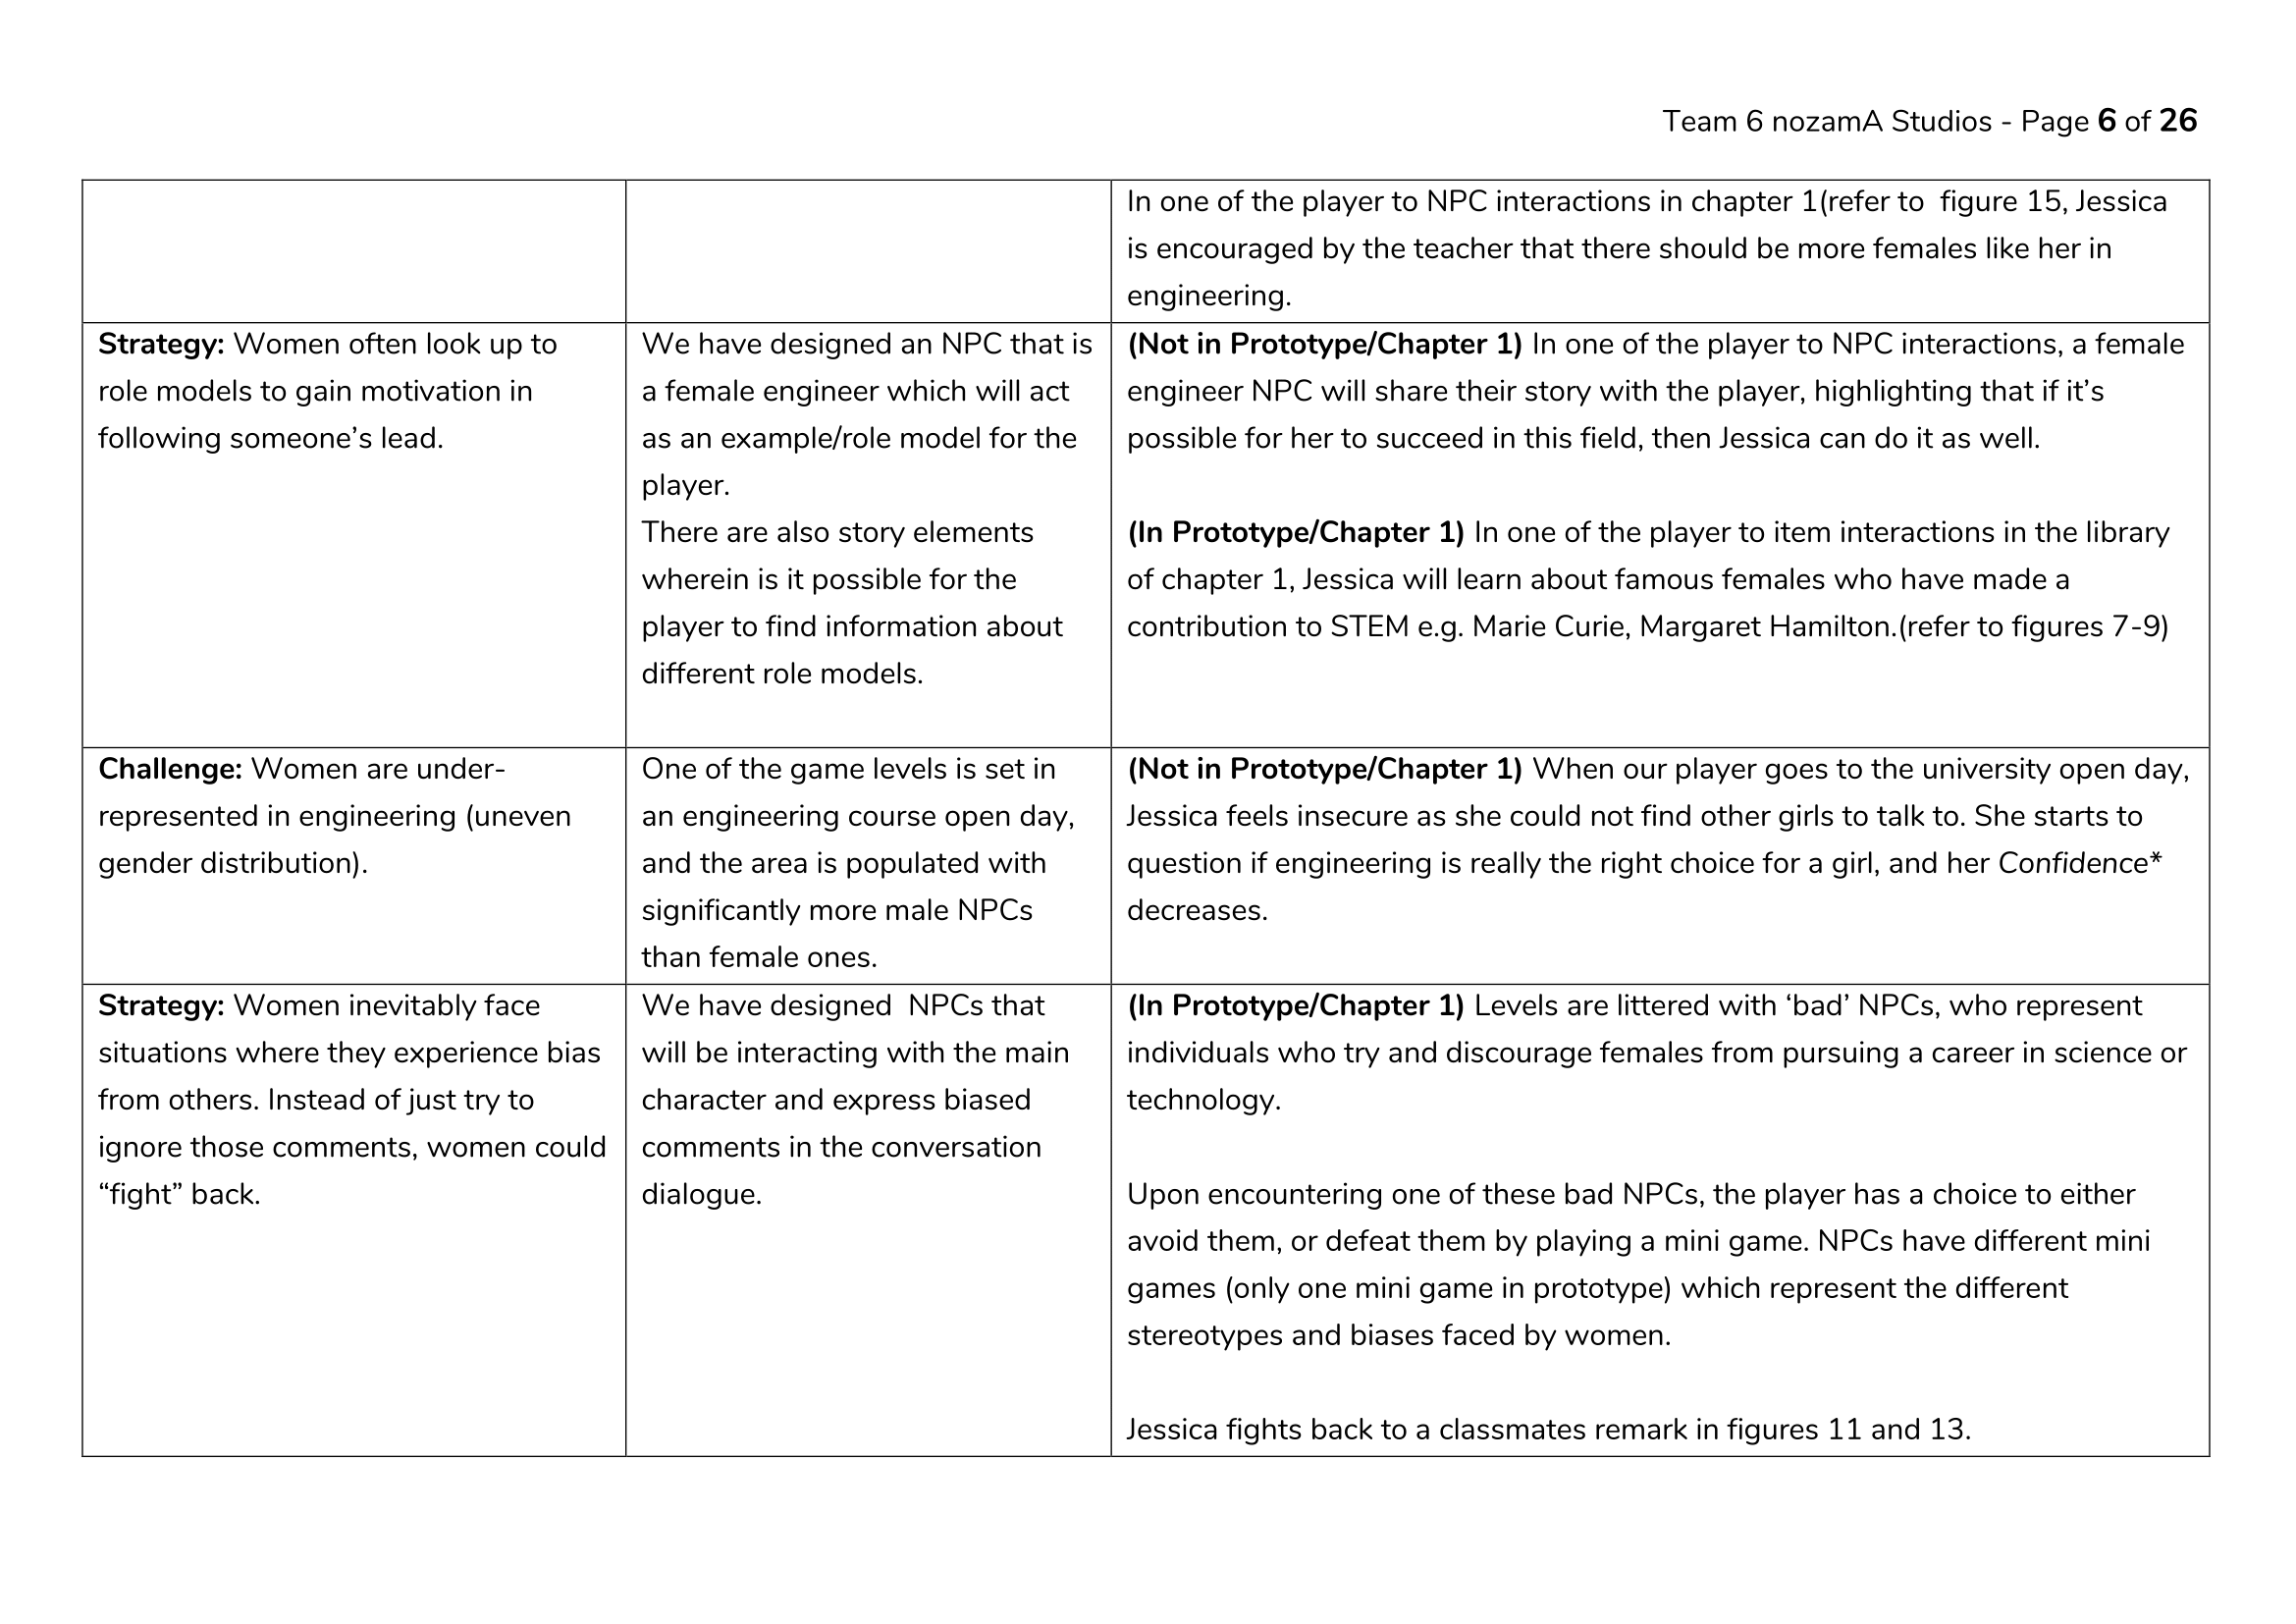 Team 6 nozamA Studios - Page 6 of 26
In one of the player to NPC interactions in chapter 1(refer to  figure 15, Jessica
is encouraged by the teacher that there should be more females like her in
engineering.
Strategy: Women often look up to
role models to gain motivation in
following someone’s lead.
We have designed an NPC that is
a female engineer which will act
as an example/role model for the
player.
There are also story elements
wherein is it possible for the
player to find information about
different role models.
(Not in Prototype/Chapter 1) In one of the player to NPC interactions, a female
engineer NPC will share their story with the player, highlighting that if it’s
possible for her to succeed in this field, then Jessica can do it as well.
(In Prototype/Chapter 1) In one of the player to item interactions in the library
of chapter 1, Jessica will learn about famous females who have made a
contribution to STEM e.g. Marie Curie, Margaret Hamilton.(refer to figures 7-9)
Challenge: Women are under-
represented in engineering (uneven
gender distribution).
One of the game levels is set in
an engineering course open day,
and the area is populated with
significantly more male NPCs
than female ones.
(Not in Prototype/Chapter 1) When our player goes to the university open day,
Jessica feels insecure as she could not find other girls to talk to. She starts to
question if engineering is really the right choice for a girl, and her Confidence*
decreases.
Strategy: Women inevitably face
situations where they experience bias
from others. Instead of just try to
ignore those comments, women could
“fight” back.
We have designed  NPCs that
will be interacting with the main
character and express biased
comments in the conversation
dialogue.
(In Prototype/Chapter 1) Levels are littered with ‘bad’ NPCs, who represent
individuals who try and discourage females from pursuing a career in science or
technology.
Upon encountering one of these bad NPCs, the player has a choice to either
avoid them, or defeat them by playing a mini game. NPCs have different mini
games (only one mini game in prototype) which represent the different
stereotypes and biases faced by women.
Jessica fights back to a classmates remark in figures 11 and 13.